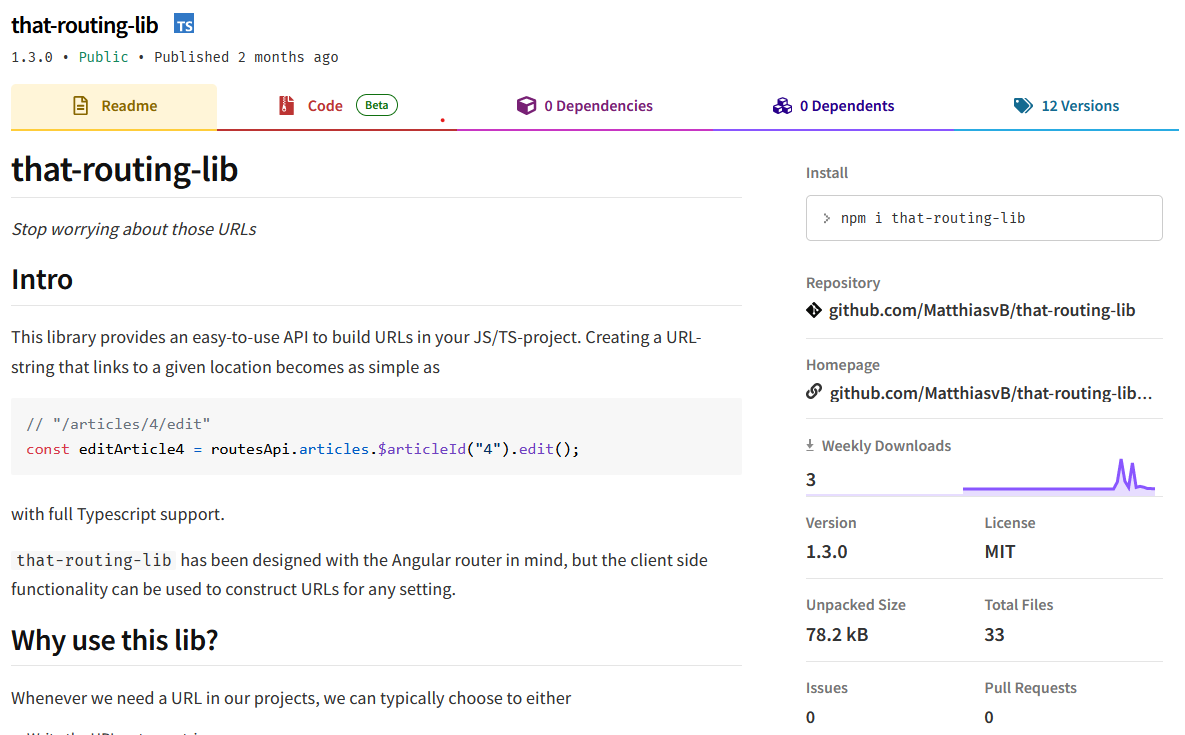 that-routing-lib TS
1.3.0 • Public • Published 2 months ago
Readme
Code Beta
0 Dependencies
0 Dependents
12 Versions
that-routing-lib
Stop worrying about those URLs
Intro
This library provides an easy-to-use API to build URLs in your JS/TS-project. Creating a URL-
string that links to a given location becomes as simple as
// "/articles/4/edit"
const editArticle4 = routesApi.articles.$articleId("4").edit();
with full Typescript support.
that-routing-lib has been designed with the Angular router in mind, but the client side
functionality can be used to construct URLs for any setting.
Why use this lib?
Whenever we need a URL in our projects, we can typically choose to either
Install
> npm i that-routing-lib
Repository
github.com/MatthiasvB/that-routing-lib
Homepage
github.com/MatthiasvB/that-routing-lib...
Weekly Downloads
3
Version
1.3.0
License
MIT
Unpacked Size
78.2 kB
Total Files
33
Issues
0
Pull Requests
0